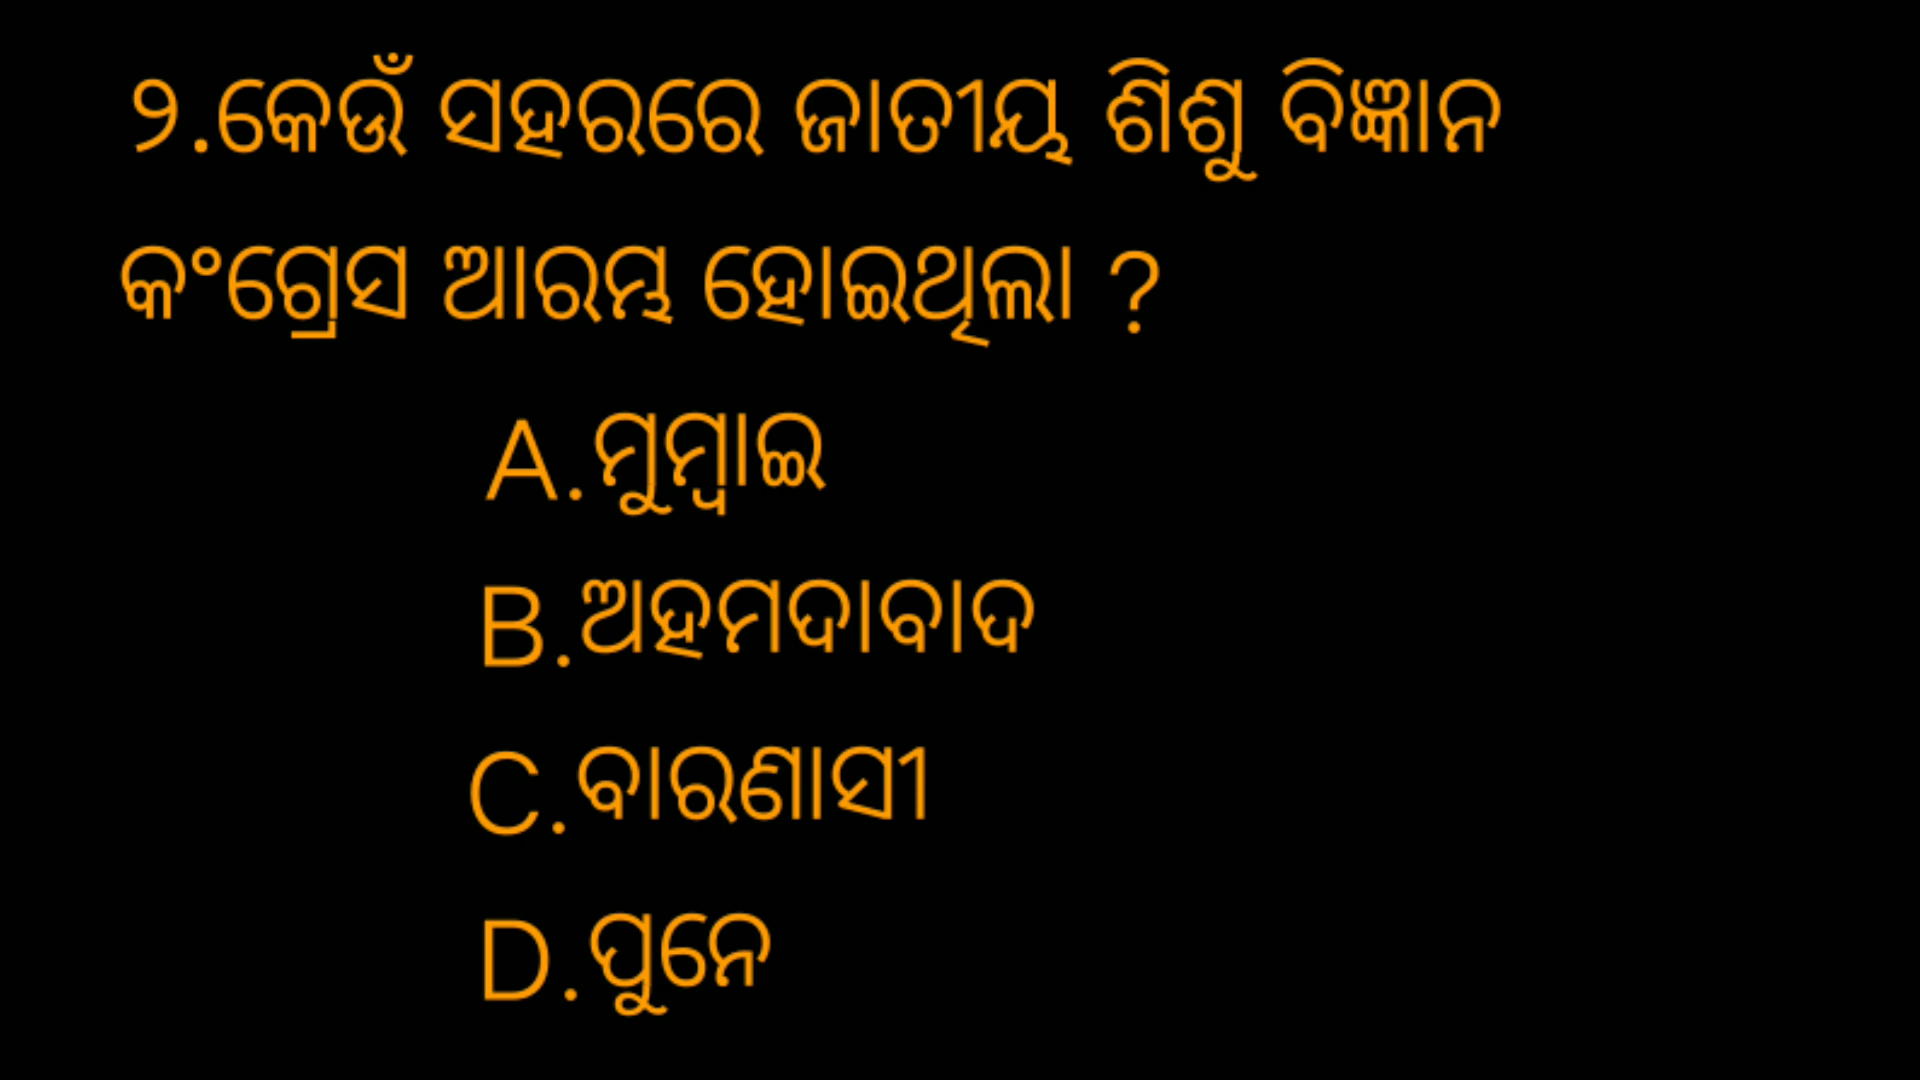 ୨.କେଉଁ ସହରରେ ଜାତୀୟ ଶିଶୁ ବିଜ୍ଞାନ
କଂଗ୍ରେସ ଆରମ୍ଭ ହୋଇଥିଲା ?
A.ମୁମ୍ବାଇ
B.ଅହମଦାବାଦ
C.ବାରଣାସୀ
D.ପୁନେ